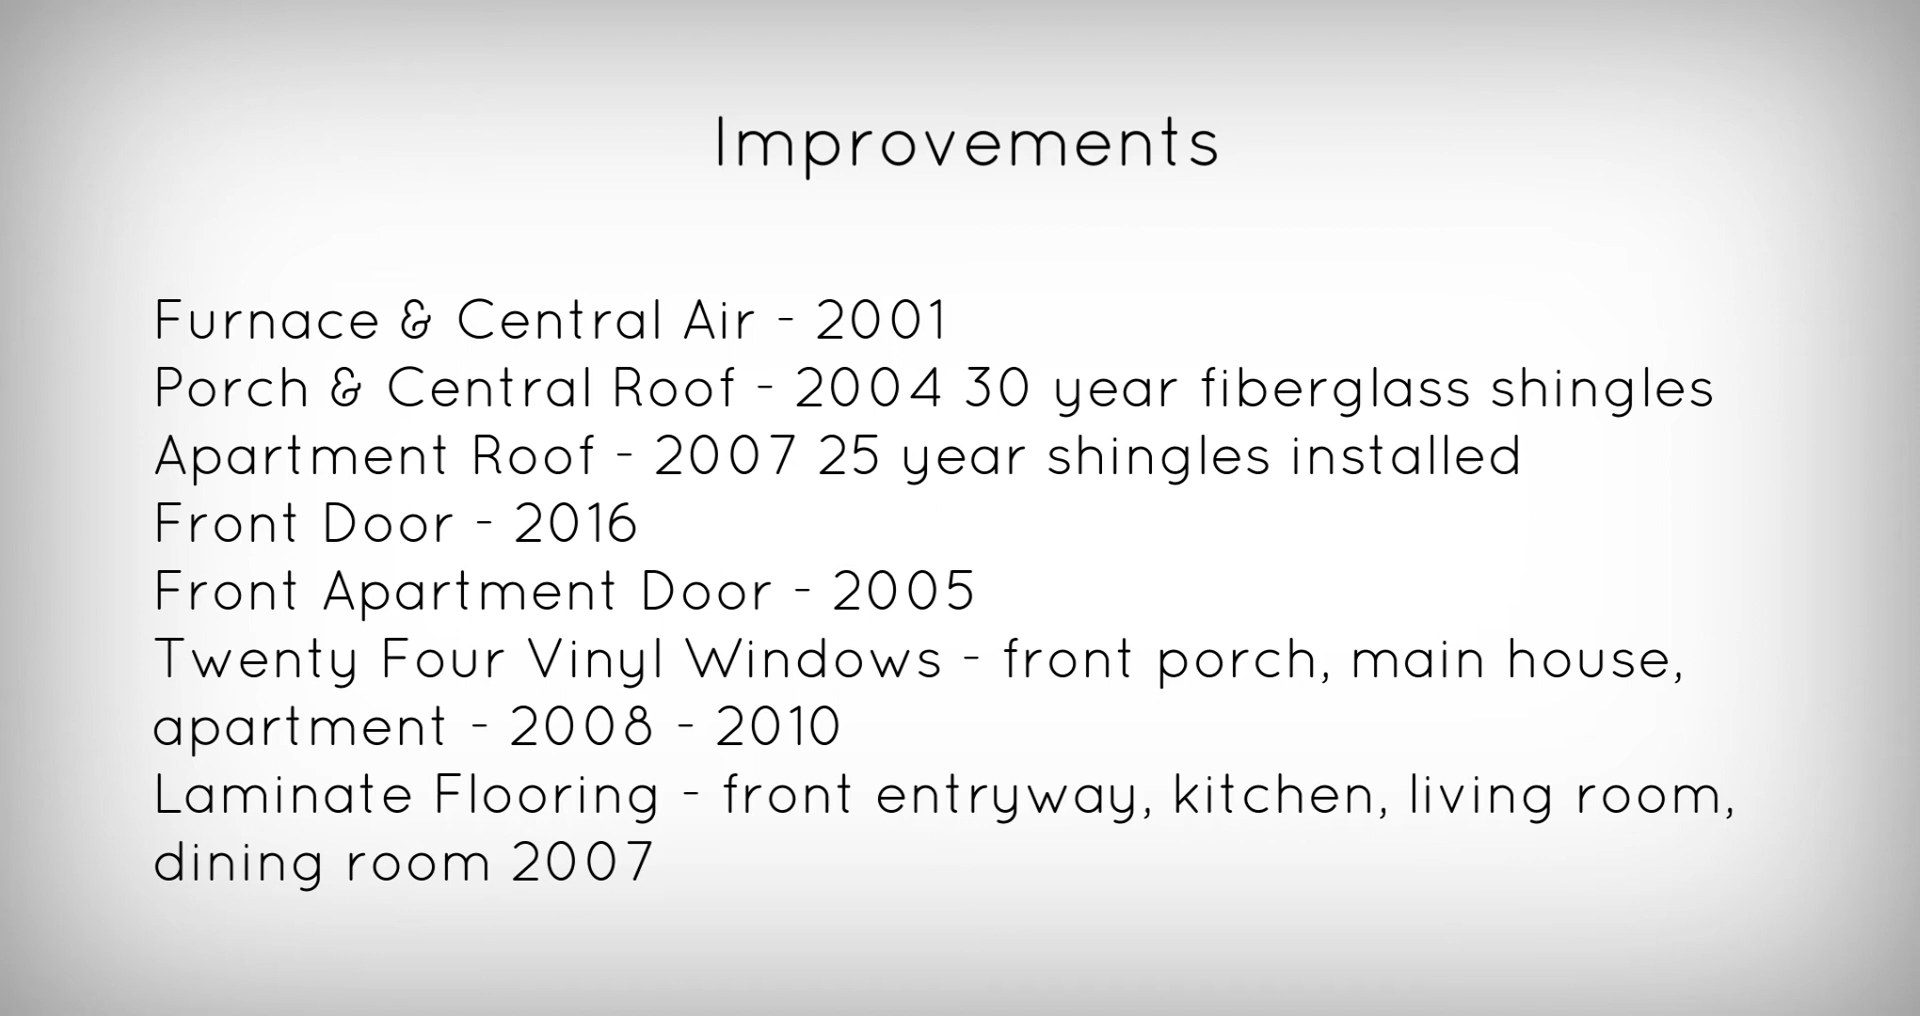 Improvements
Furnace & Central Air - 2001
Porch & Central Roof - 2004 30 year fiberglass shingles
Apartment Roof - 2007 25 year shingles installed
Front Door - 2016
Front Apartment Door - 2005
Twenty Four Vinyl Windows - front porch, main house,
apartment - 2008 - 2010
Laminate Flooring - front entryway, kitchen, living room,
dining room 2007